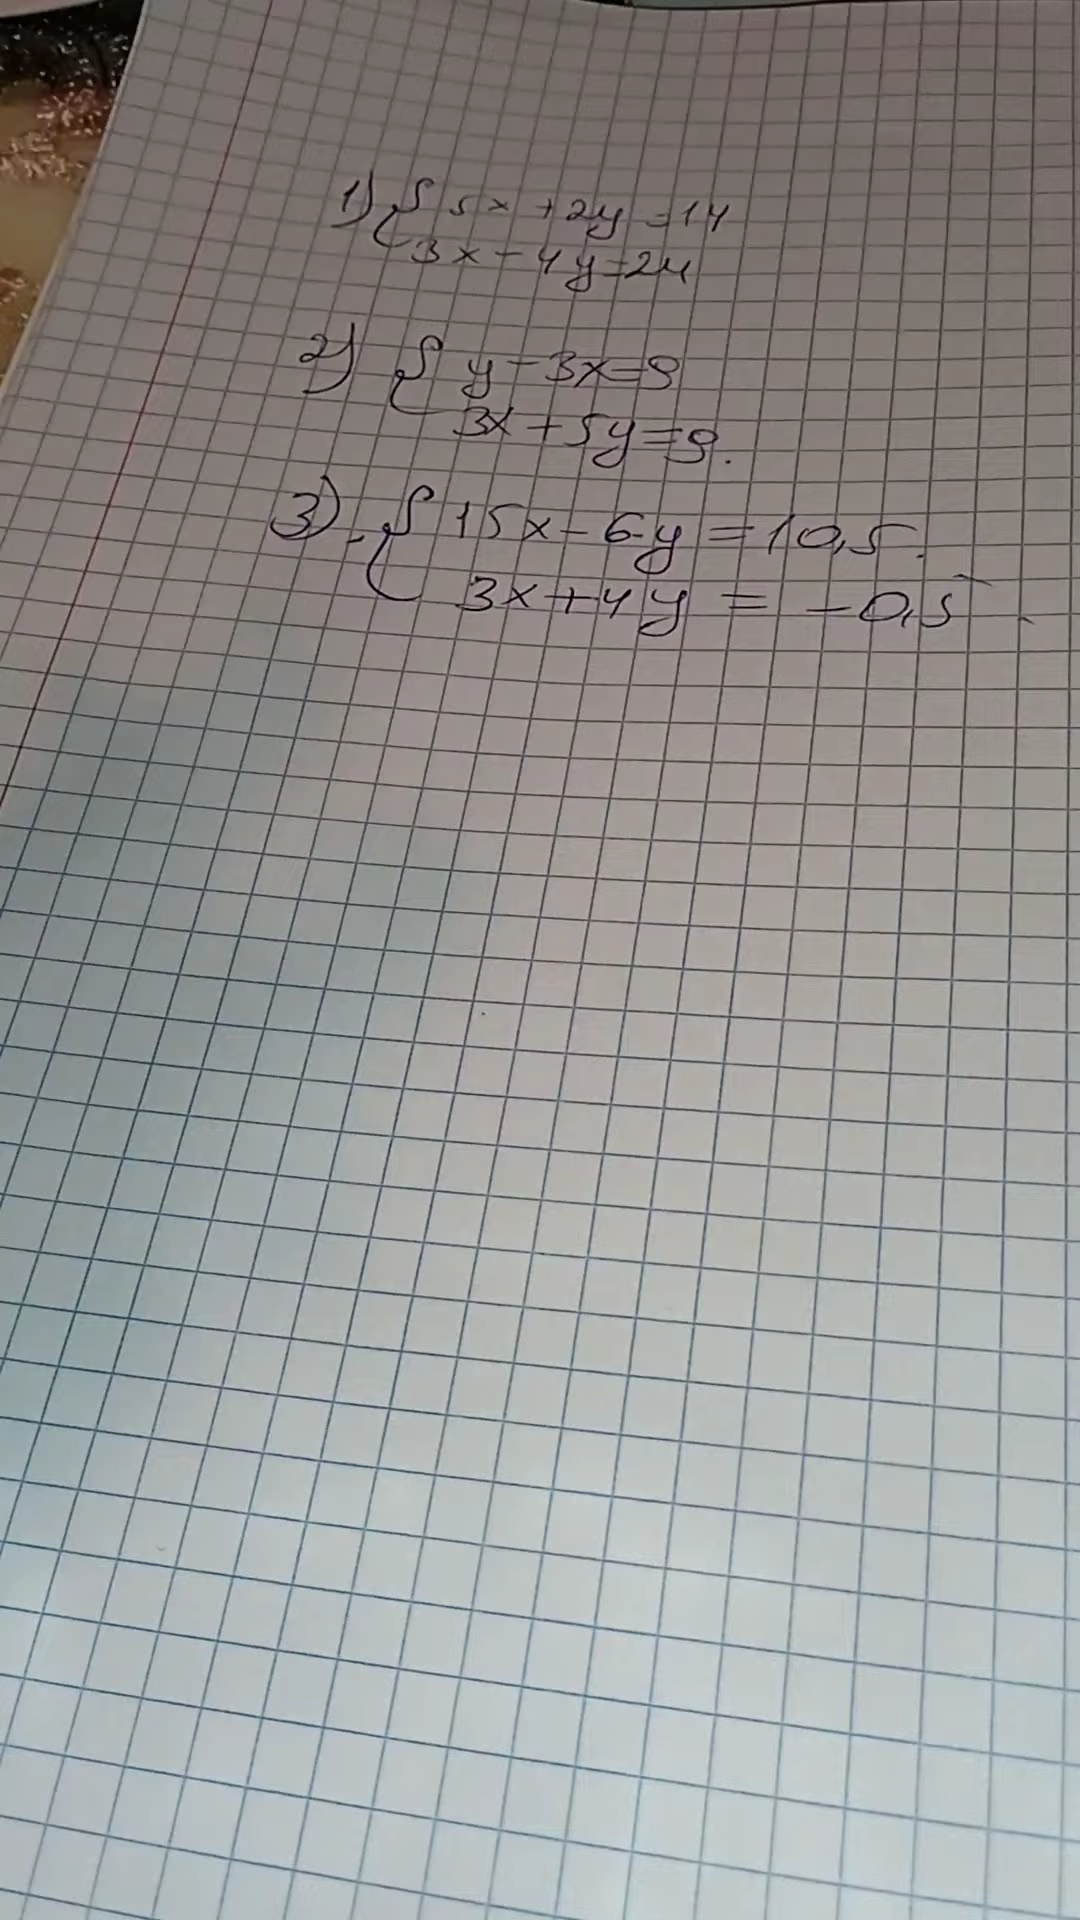 1) { 5x + 2y = 14
3x - 4y = 24
2) { y - 3x = 9
3x + 5y = 9.
3). { 15x - 6y = 10,5.
3x + 4y = -0,5